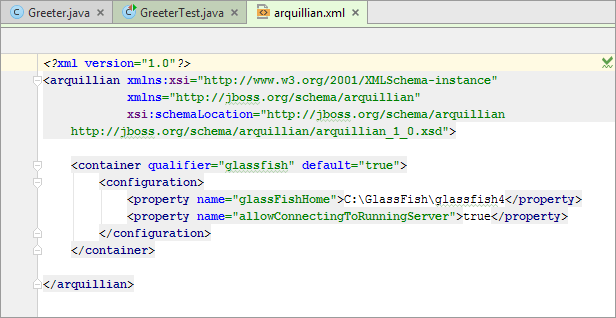 Greeter.java GreeterTest.java arquillian.xml
<?xml version="1.0"?>
<arquillian xmlns:xsi="http://www.w3.org/2001/XMLSchema-instance"
xmlns="http://jboss.org/schema/arquillian"
xsi:schemaLocation="http://jboss.org/schema/arquillian
http://jboss.org/schema/arquillian/arquillian_1_0.xsd">
<container qualifier="glassfish" default="true">
<configuration>
<property name="glassFishHome">C:\GlassFish\glassfish4</property>
<property name="allowConnectingToRunningServer">true</property>
</configuration>
</container>
</arquillian>